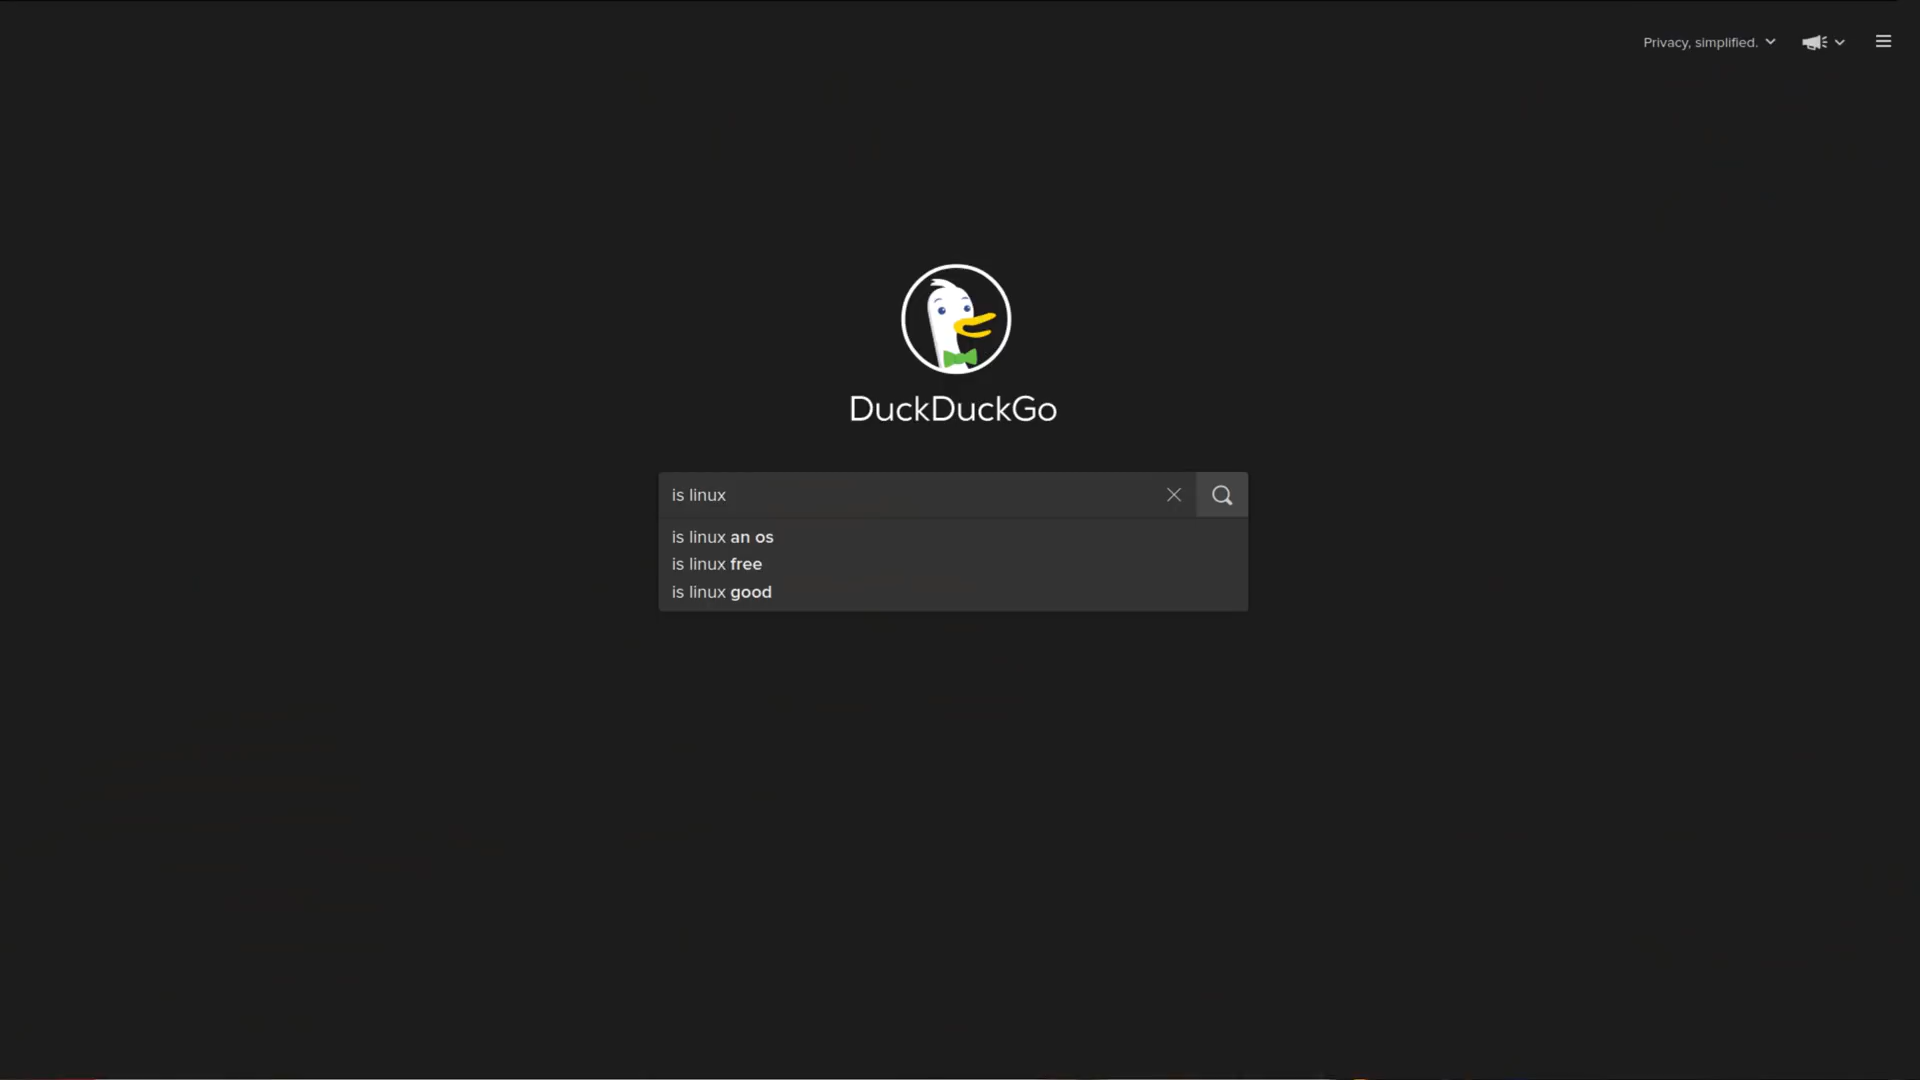 Privacy, simplified.
DuckDuckGo
is linux
is linux an os
is linux free
is linux good